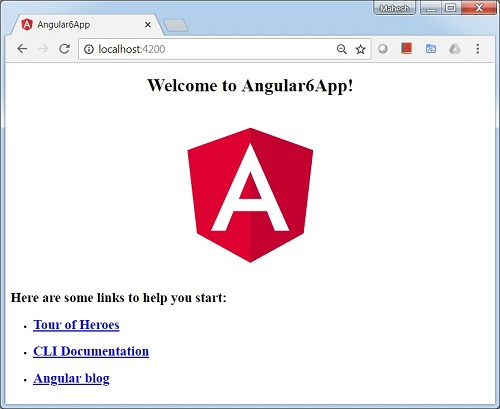 Mahesh
Angular6App
localhost:4200
Welcome to Angular6App!
A
Here are some links to help you start:
Tour of Heroes
CLI Documentation
Angular blog